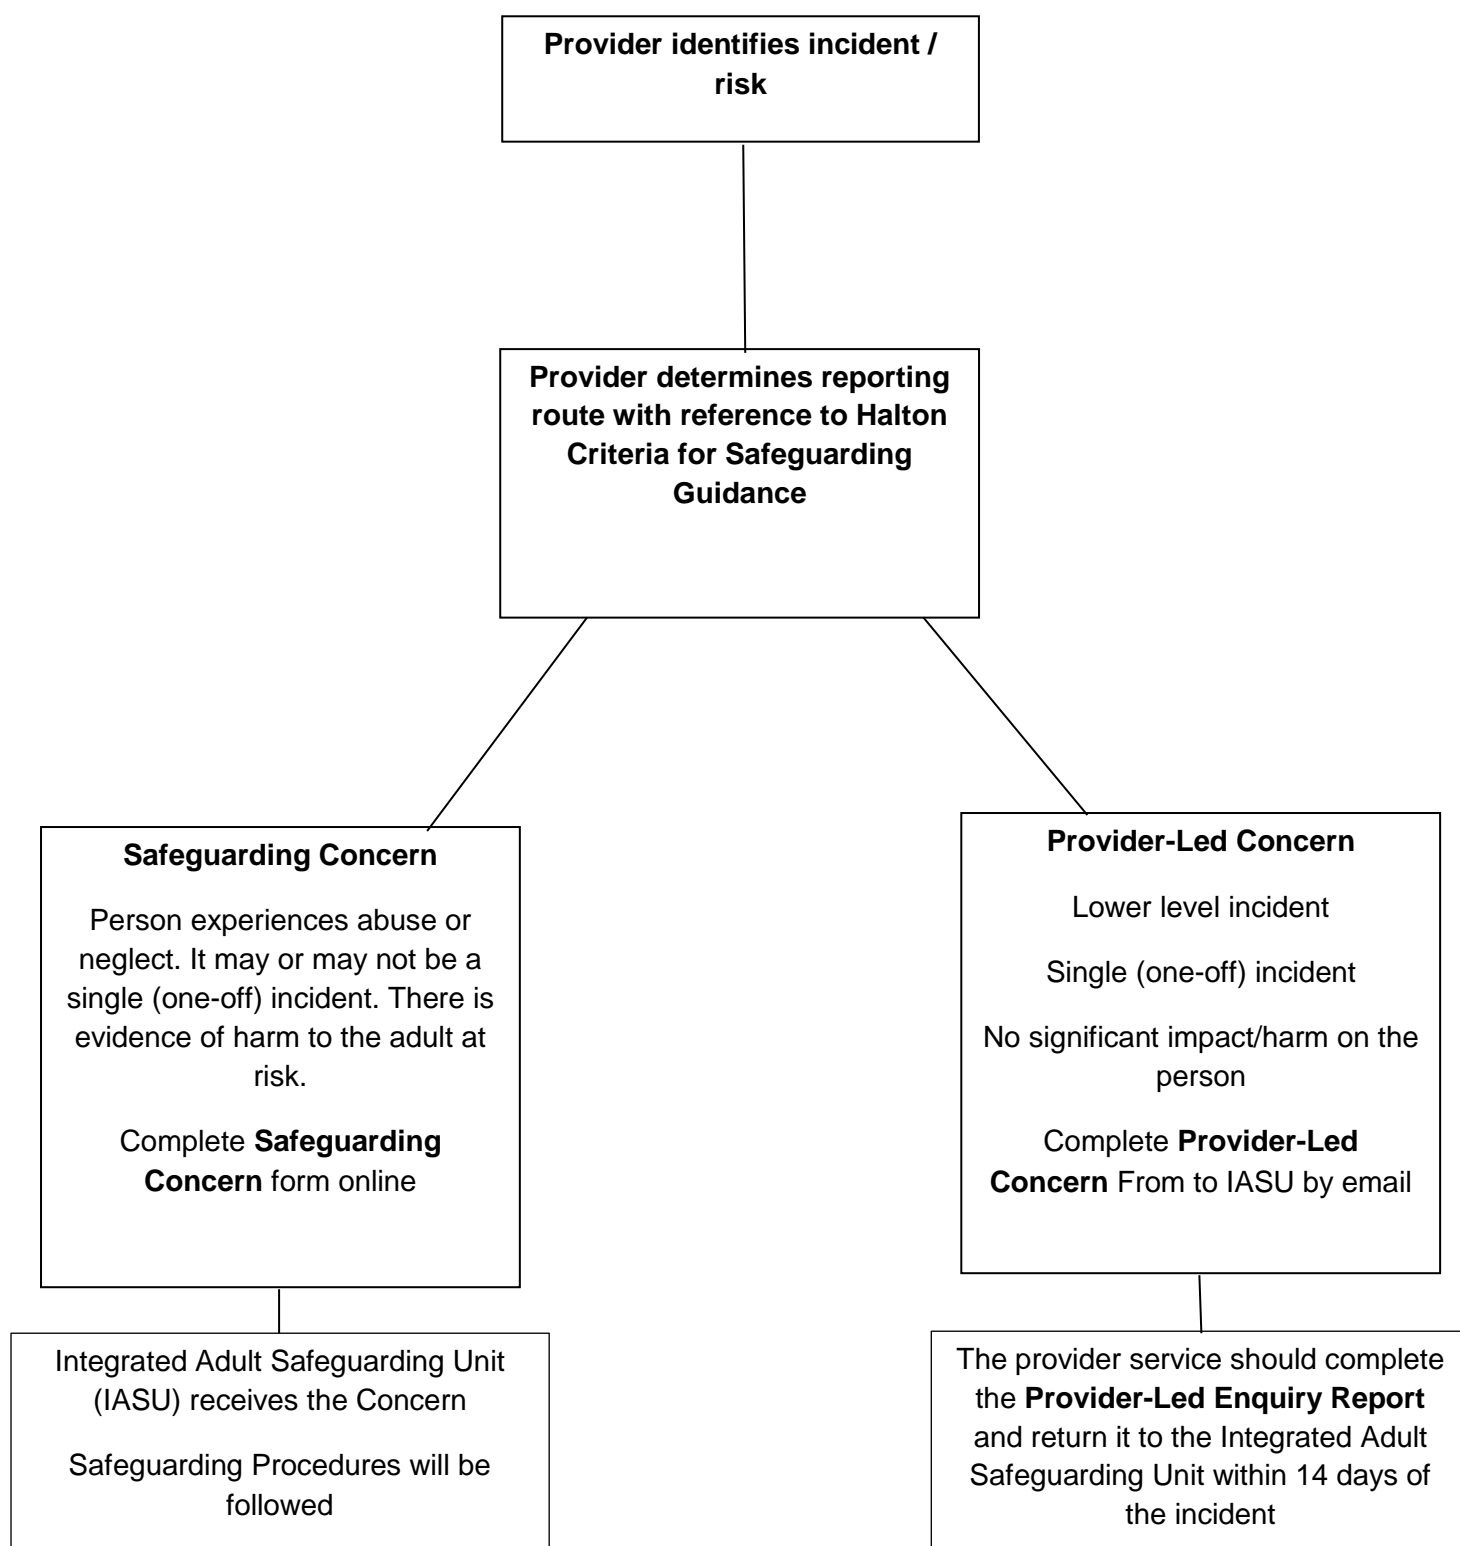 Provider identifies incident /
risk
Provider determines reporting
route with reference to Halton
Criteria for Safeguarding
Guidance
Safeguarding Concern
Person experiences abuse or
neglect. It may or may not be a
single (one-off) incident. There is
evidence of harm to the adult at
risk.
Complete Safeguarding
Concern form online
Provider-Led Concern
Lower level incident
Single (one-off) incident
No significant impact/harm on the
person
Complete Provider-Led
Concern From to IASU by email
Integrated Adult Safeguarding Unit
(IASU) receives the Concern
Safeguarding Procedures will be
followed
The provider service should complete
the Provider-Led Enquiry Report
and return it to the Integrated Adult
Safeguarding Unit within 14 days of
the incident